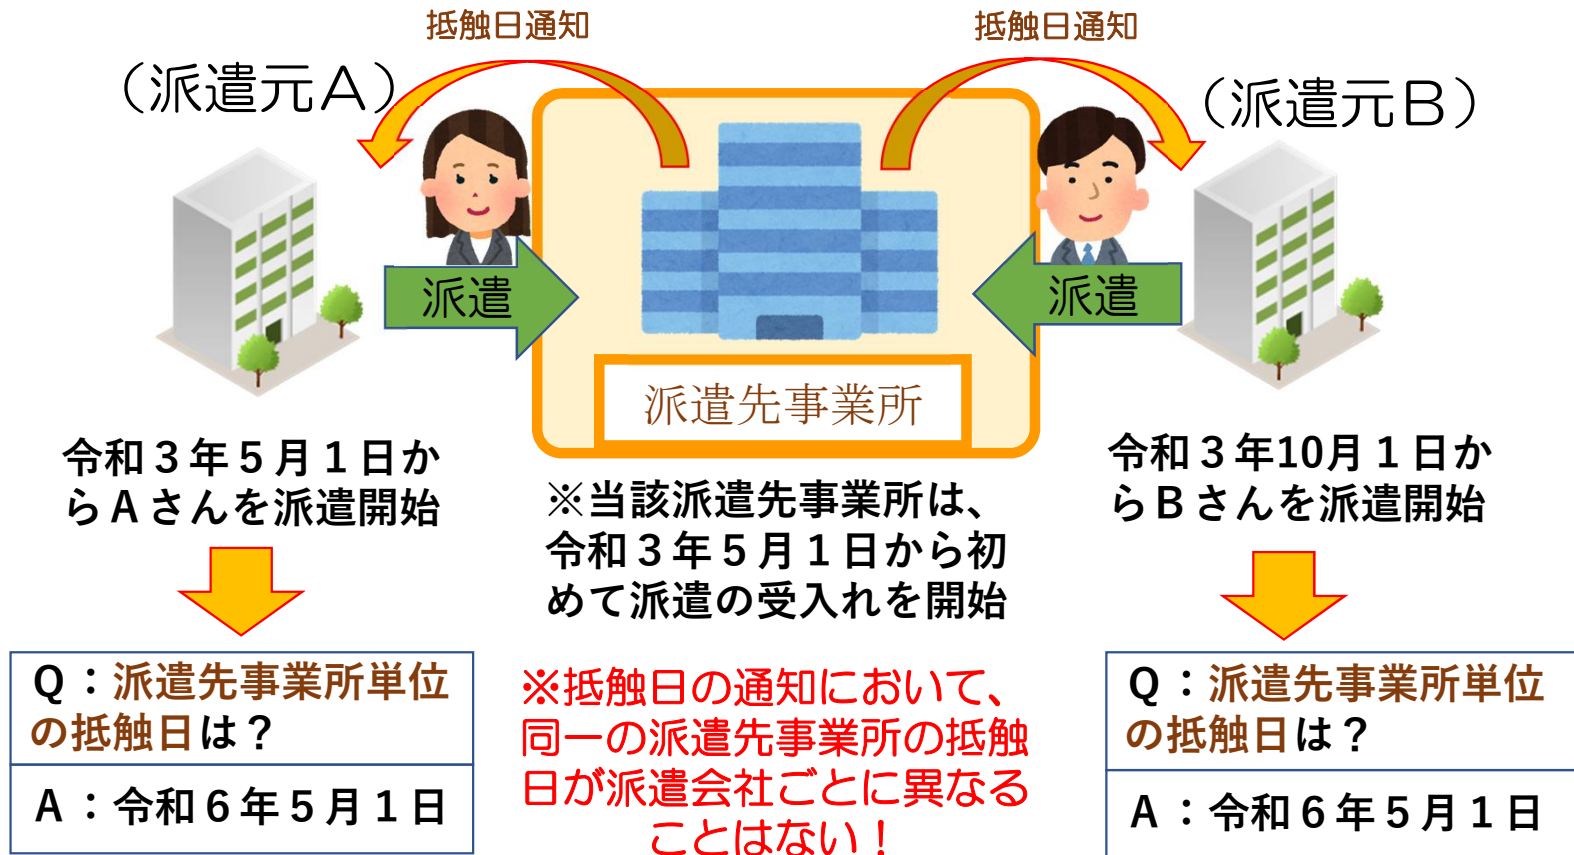 抵触日通知
抵触日通知
（派遣元Ａ）
（派遣元Ｂ）
派遣
派遣
派遣先事業所
令和３年５月１日か
らＡさんを派遣開始
※当該派遣先事業所は、
令和３年５月１日から初
めて派遣の受入れを開始
令和３年10月１日か
らＢさんを派遣開始
Ｑ：派遣先事業所単位
の抵触日は？
Ａ：令和６年５月１日
※抵触日の通知において、
同一の派遣先事業所の抵触
日が派遣会社ごとに異なる
ことはない！
Ｑ：派遣先事業所単位
の抵触日は？
Ａ：令和６年５月１日